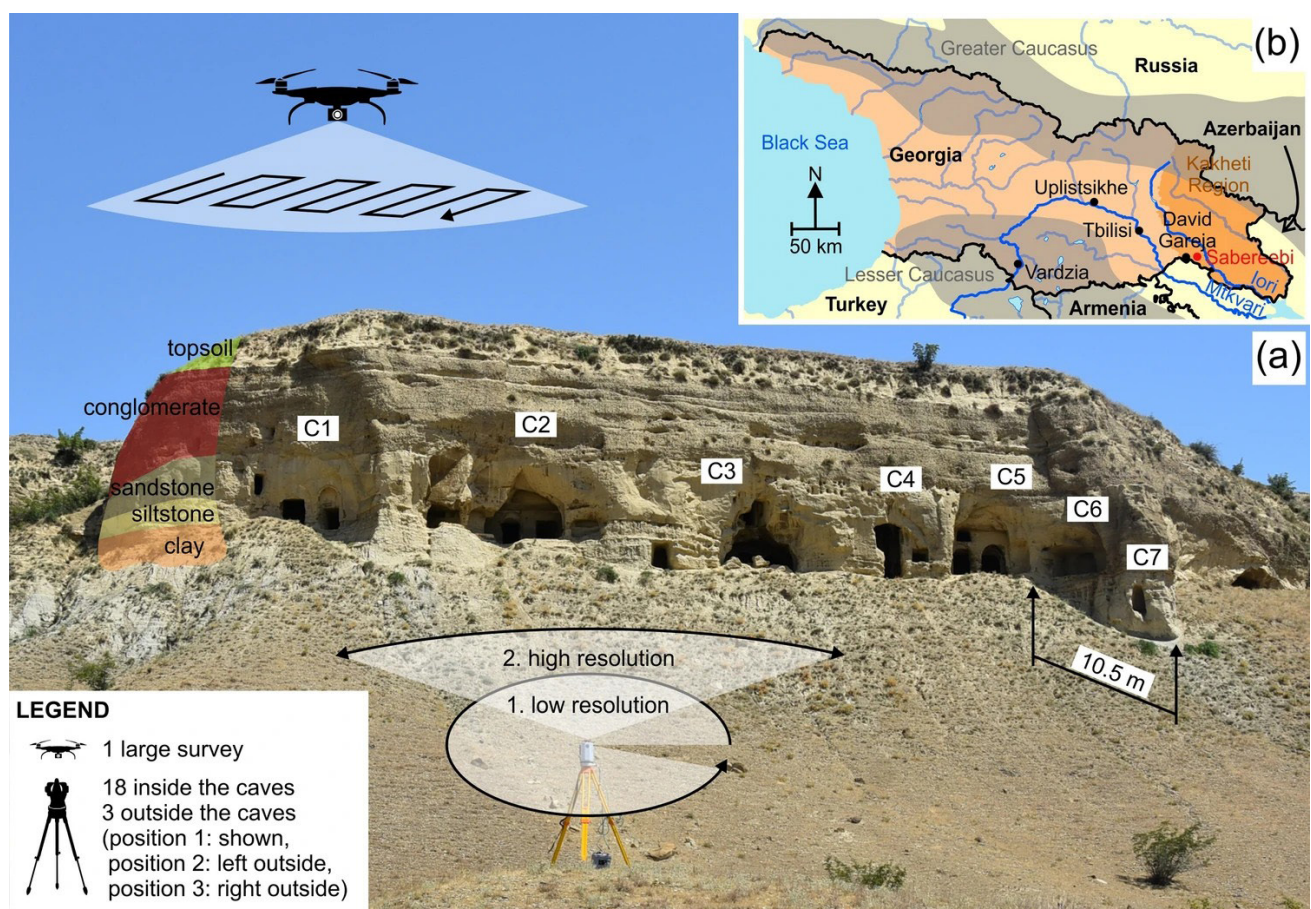 (b)
Greater Caucasus
Russia
Azerbaijan
Black Sea
Georgia
Kakheti
Region
N
Uplistsikhe
50 km
Tbilisi
David
Gareja
Sabereebi
Lesser Caucasus
Vardzia
Iori
Mtkvari
Turkey
Armenia
(a)
topsoil
conglomerate
sandstone
siltstone
clay
C1
C2
C3
C4
C5
C6
C7
10.5 m
2. high resolution
1. low resolution
LEGEND
1 large survey
18 inside the caves
3 outside the caves
(position 1: shown,
position 2: left outside,
position 3: right outside)